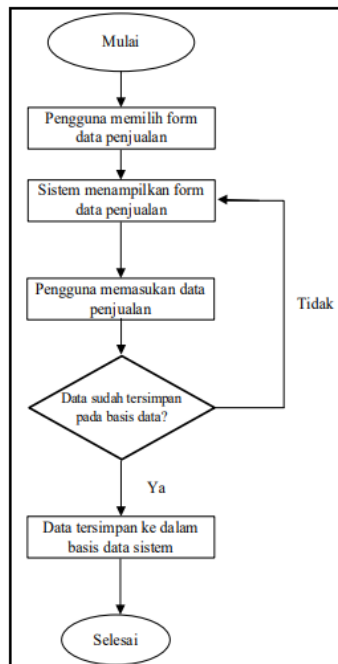 Mulai
Pengguna memilih form
data penjualan
Sistem menampilkan form
data penjualan
Pengguna memasukan data
penjualan
Tidak
Data sudah tersimpan
pada basis data?
Ya
Data tersimpan ke dalam
basis data sistem
Selesai